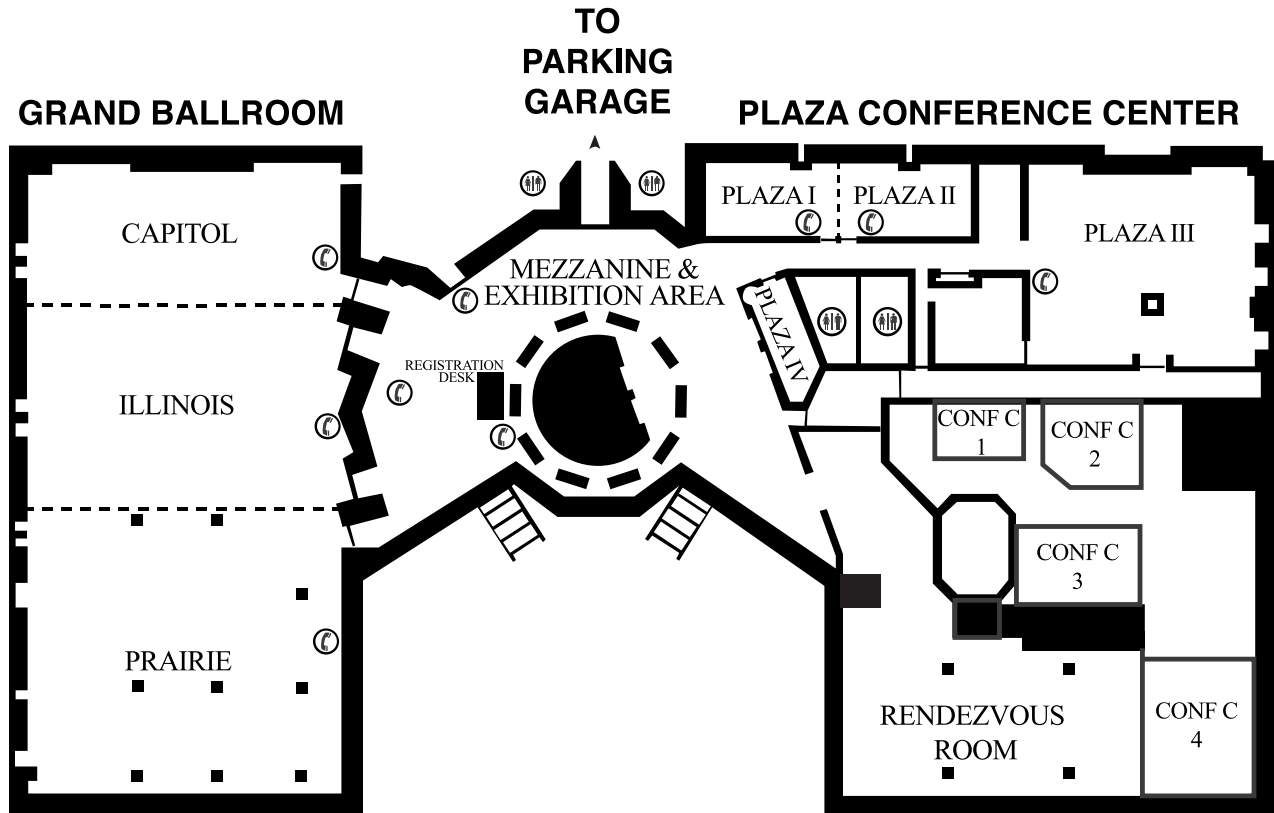 TO
PARKING
GARAGE
GRAND BALLROOM
PLAZA CONFERENCE CENTER
PLAZA I
PLAZA II
CAPITOL
PLAZA III
MEZZANINE &
EXHIBITION AREA
PLAZA IV
REGISTRATION
DESK
ILLINOIS
CONF C
1
CONF C
2
CONF C
3
PRAIRIE
RENDEZVOUS
ROOM
CONF C
4